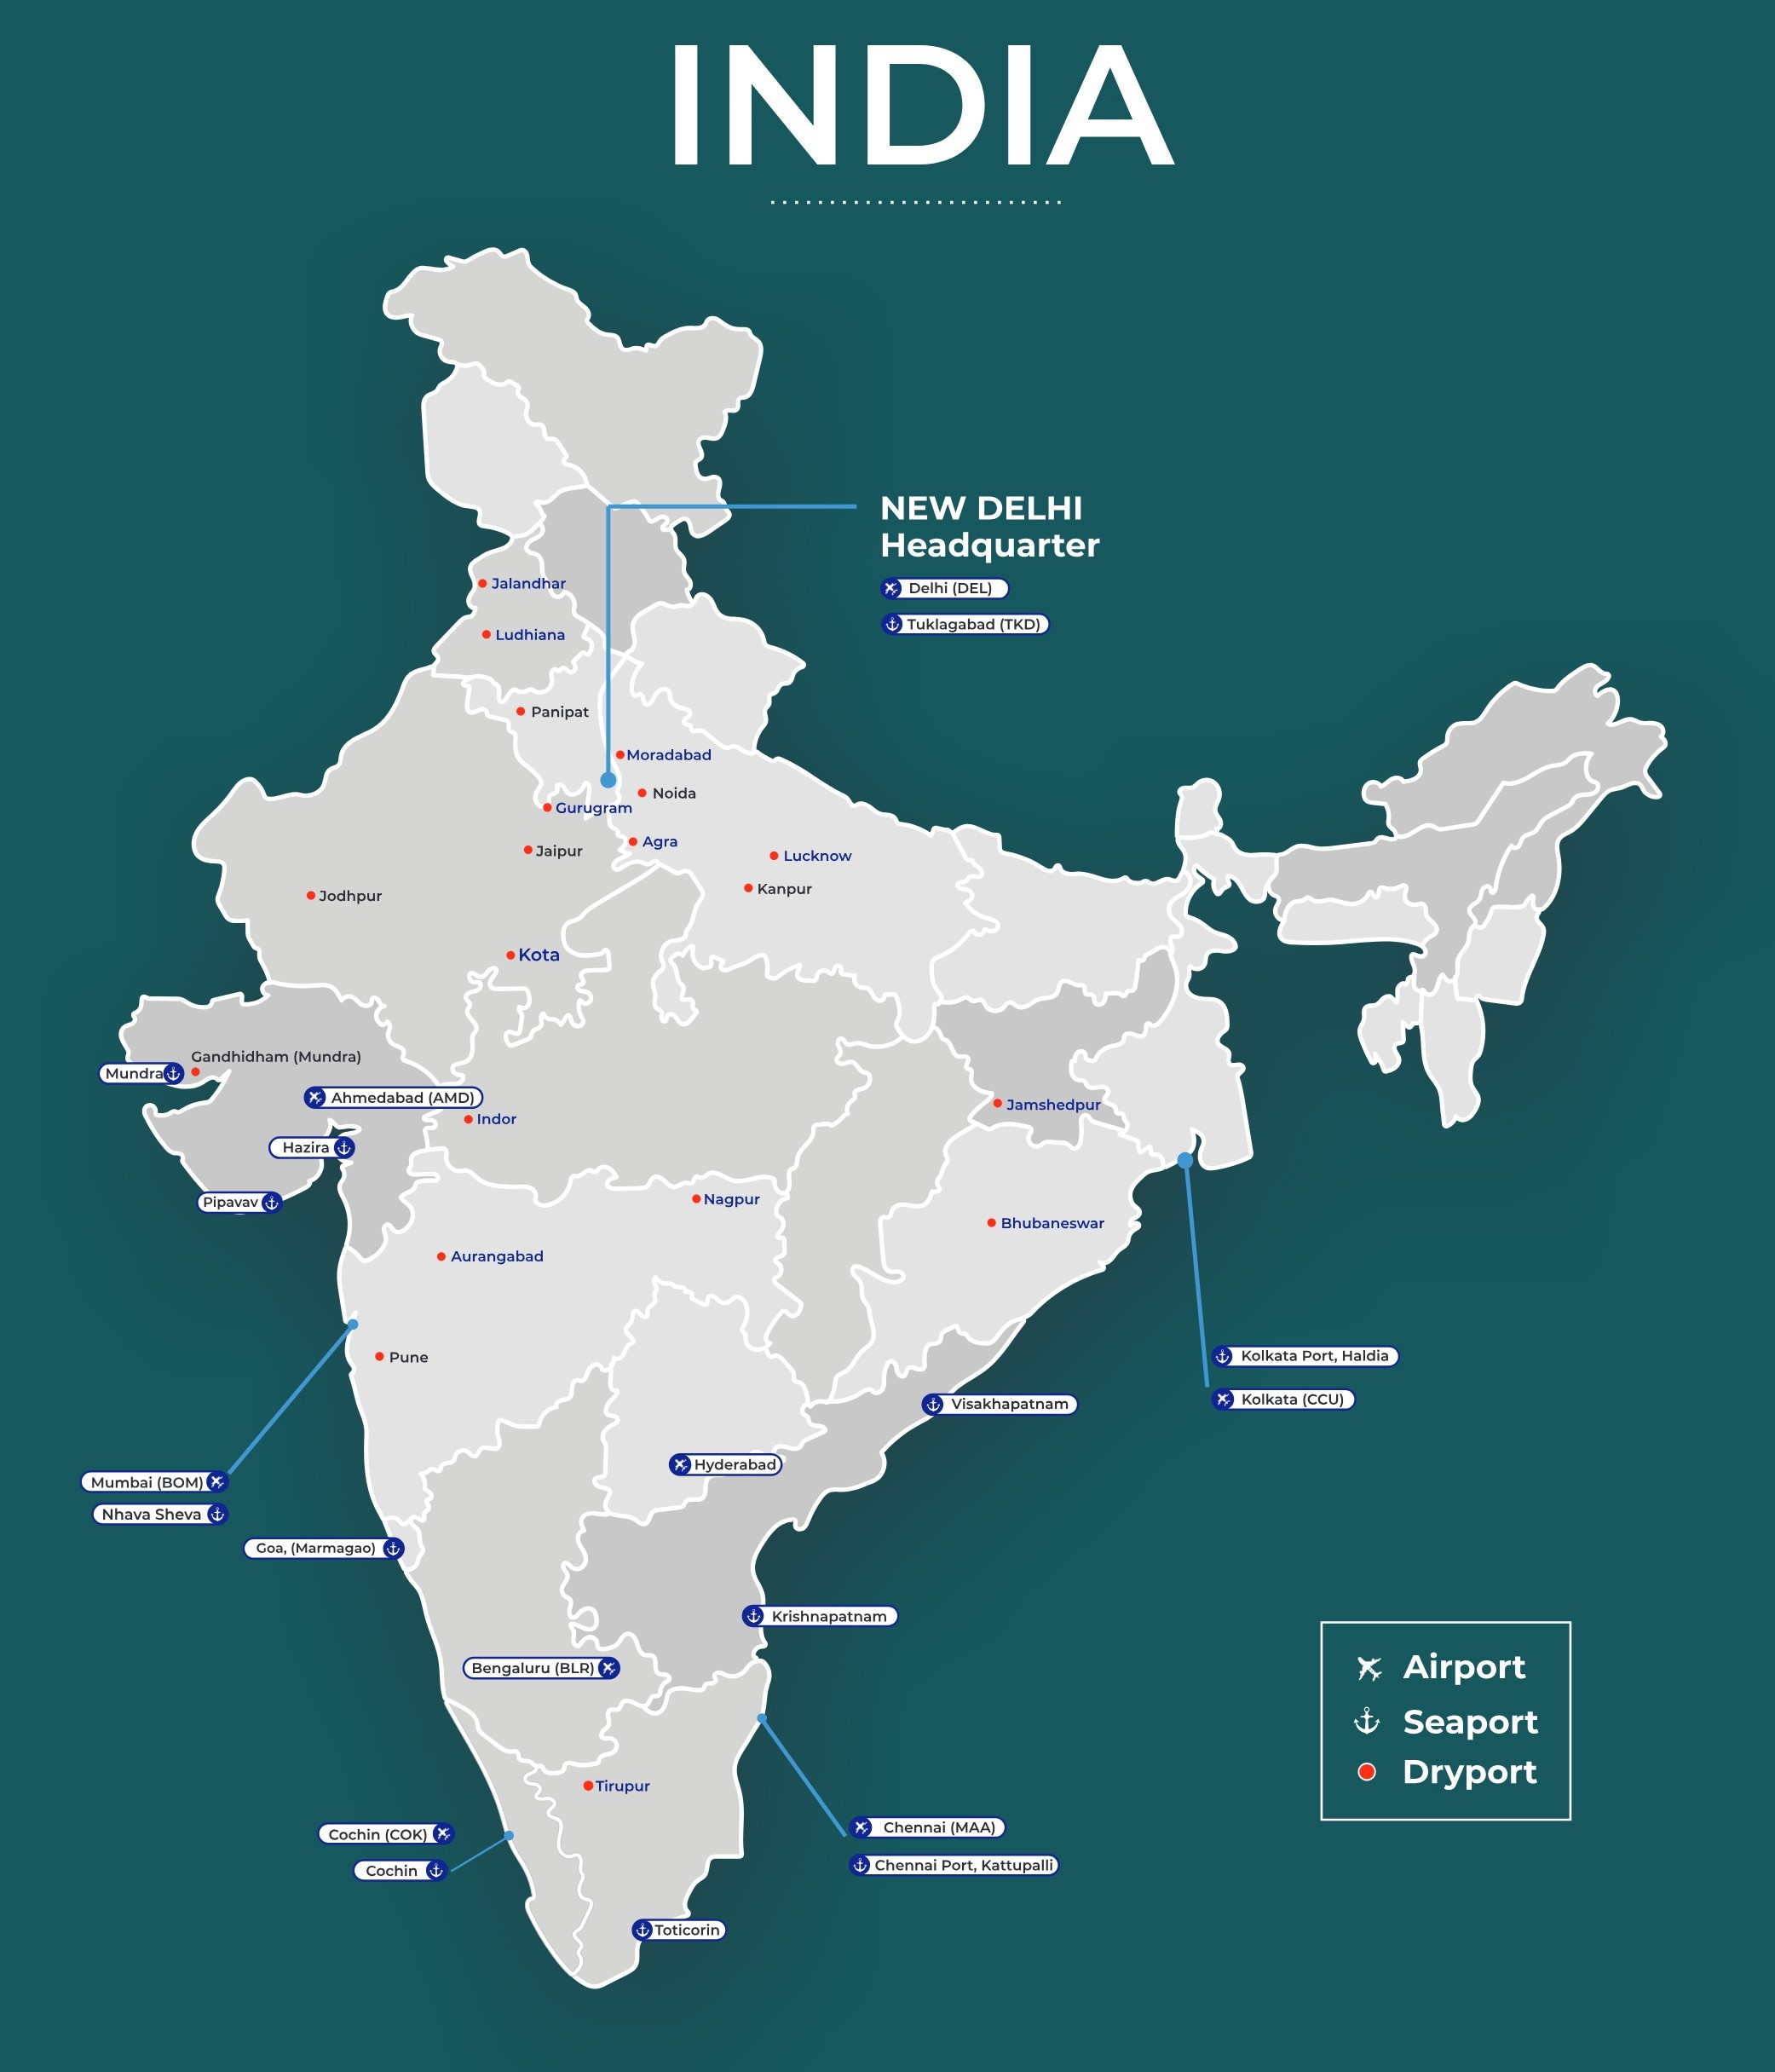 INDIA
NEW DELHI
Headquarter
Delhi (DEL)
Tuklagabad (TKD)
Jalandhar
Ludhiana
Panipat
Moradabad
Noida
Gurugram
Agra
Jaipur
Lucknow
Kanpur
Jodhpur
Kota
Gandhidham (Mundra)
Mundra
Ahmedabad (AMD)
Indor
Jamshedpur
Hazira
Pipavav
Nagpur
Bhubaneswar
Aurangabad
Pune
Kolkata Port, Haldia
Kolkata (CCU)
Visakhapatnam
Hyderabad
Mumbai (BOM)
Nhava Sheva
Goa, (Marmagao)
Krishnapatnam
Bengaluru (BLR)
Airport
Seaport
Dryport
Tirupur
Cochin (COK)
Cochin
Chennai (MAA)
Chennai Port, Kattupalli
Toticorin